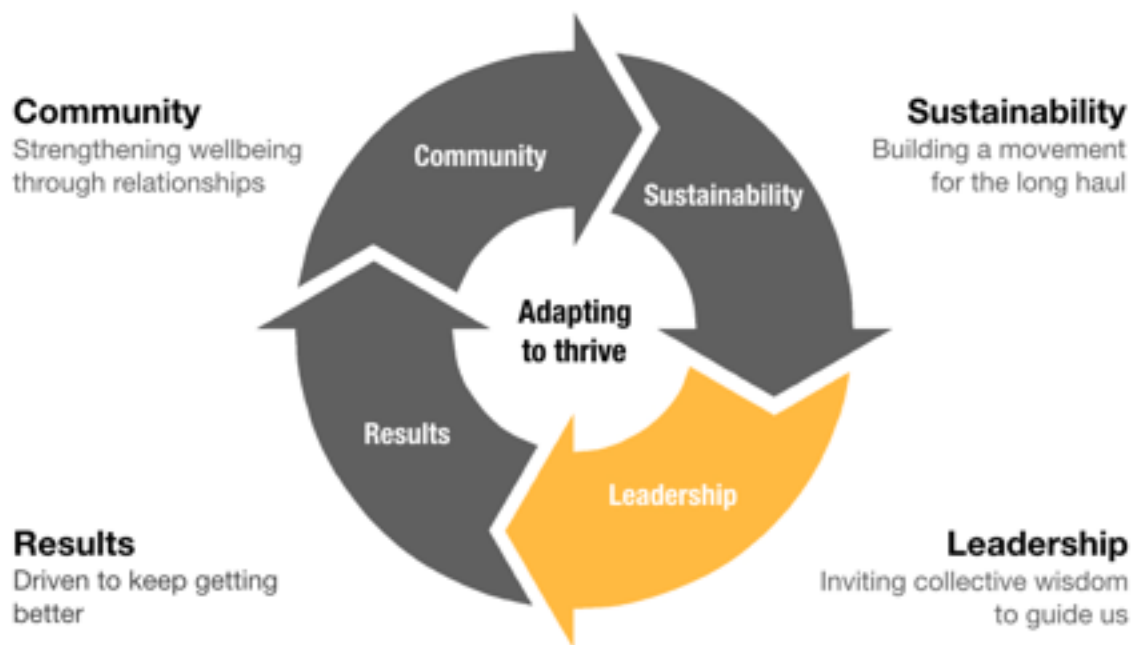 Community
Strengthening wellbeing
through relationships
Sustainability
Building a movement
for the long haul
Community
Sustainability
Adapting
to thrive
Results
Leadership
Results
Driven to keep getting
better
Leadership
Inviting collective wisdom
to guide us